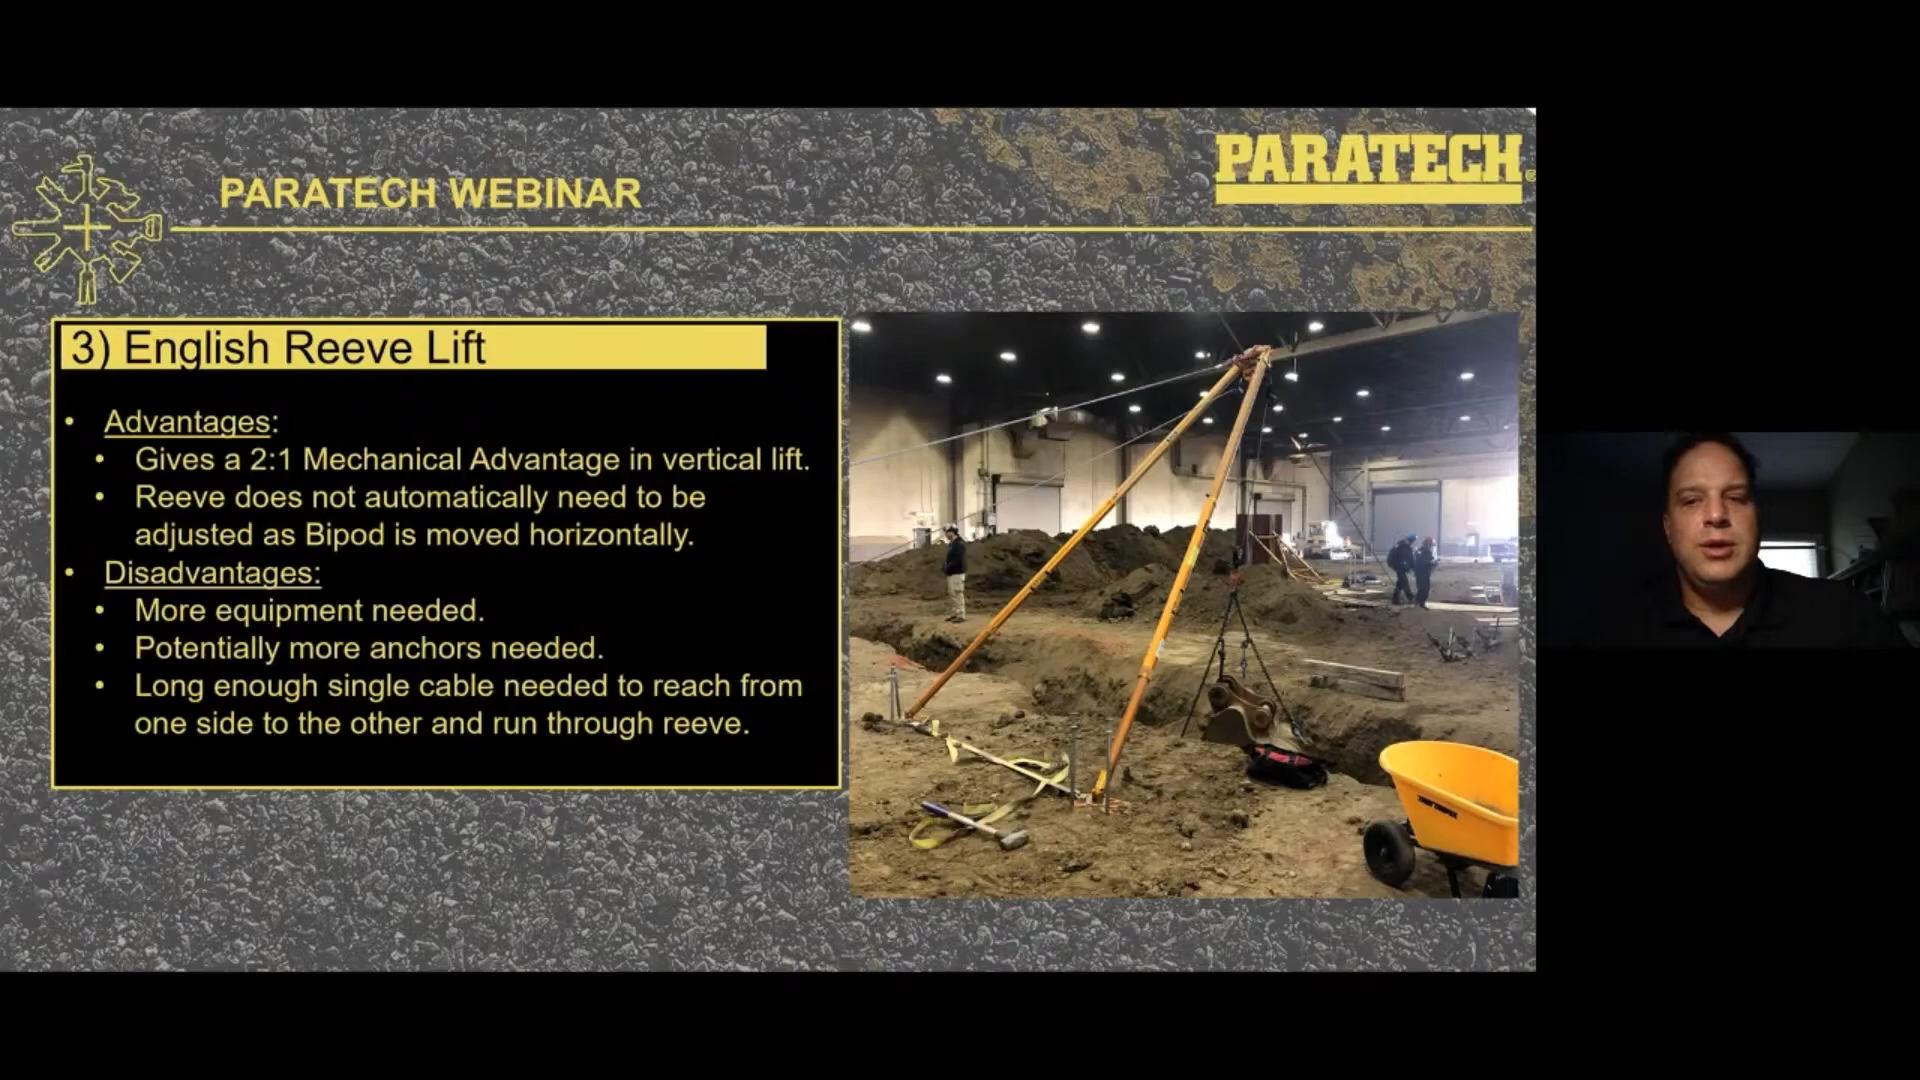 PARATECH
PARATECH WEBINAR
3) English Reeve Lift
• Advantages:
• Gives a 2:1 Mechanical Advantage in vertical lift.
• Reeve does not automatically need to be
adjusted as Bipod is moved horizontally.
• Disadvantages:
• More equipment needed.
• Potentially more anchors needed.
• Long enough single cable needed to reach from
one side to the other and run through reeve.